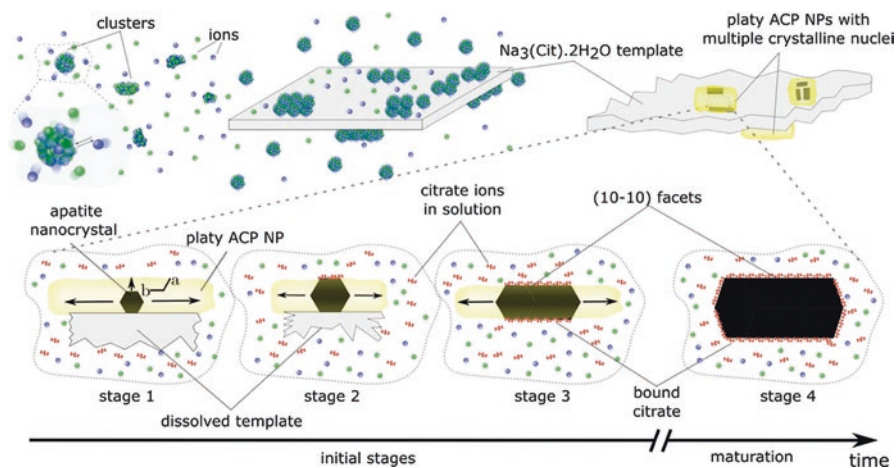 clusters
ions
Na3(Cit).2H2O template
platy ACP NPs with
multiple crystalline nuclei
apatite
nanocrystal
platy ACP NP
citrate ions
in solution
(10-10) facets
b
a
stage 1
stage 2
stage 3
stage 4
dissolved template
bound
citrate
initial stages
maturation
time